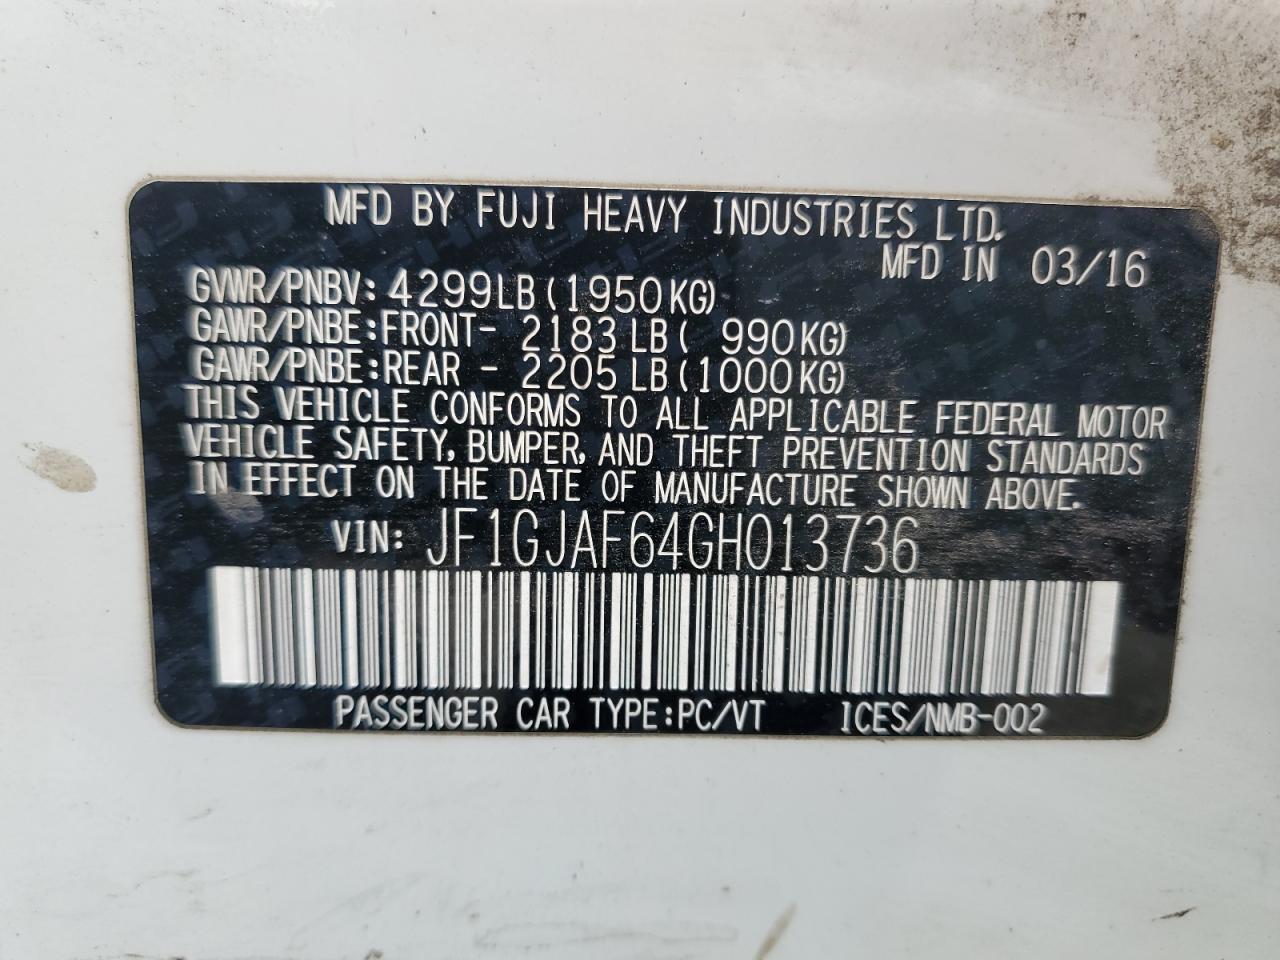 MFD BY FUJI HEAVY INDUSTRIES LTD.
MFD IN 03/16
GVWR/PNBV: 4299LB (1950KG)
GAWR/PNBE:FRONT- 2183 LB ( 990KG)
GAWR/PNBE:REAR - 2205 LB (1000KG)
THIS VEHICLE CONFORMS TO ALL APPLICABLE FEDERAL MOTOR
VEHICLE SAFETY, BUMPER, AND THEFT PREVENTION STANDARDS
IN EFFECT ON THE DATE OF MANUFACTURE SHOWN ABOVE.
VIN: JF1GJAF64GH013736
PASSENGER CAR TYPE:PC/VT ICES/NMB-002